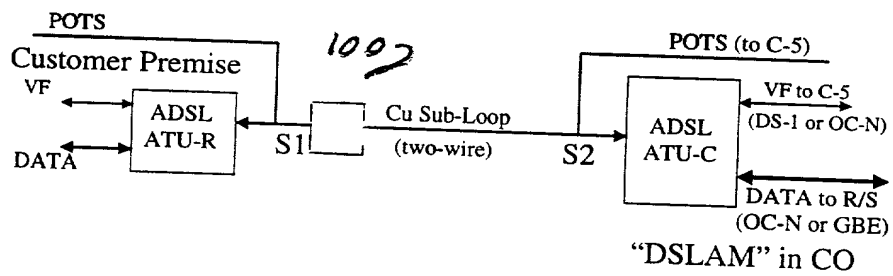 POTS
1002
POTS (to C-5)
Customer Premise
VF
ADSL
ATU-R
DATA
S1
Cu Sub-Loop
(two-wire)
S2
ADSL
ATU-C
VF to C-5
(DS-1 or OC-N)
DATA to R/S
(OC-N or GBE)
"DSLAM" in CO